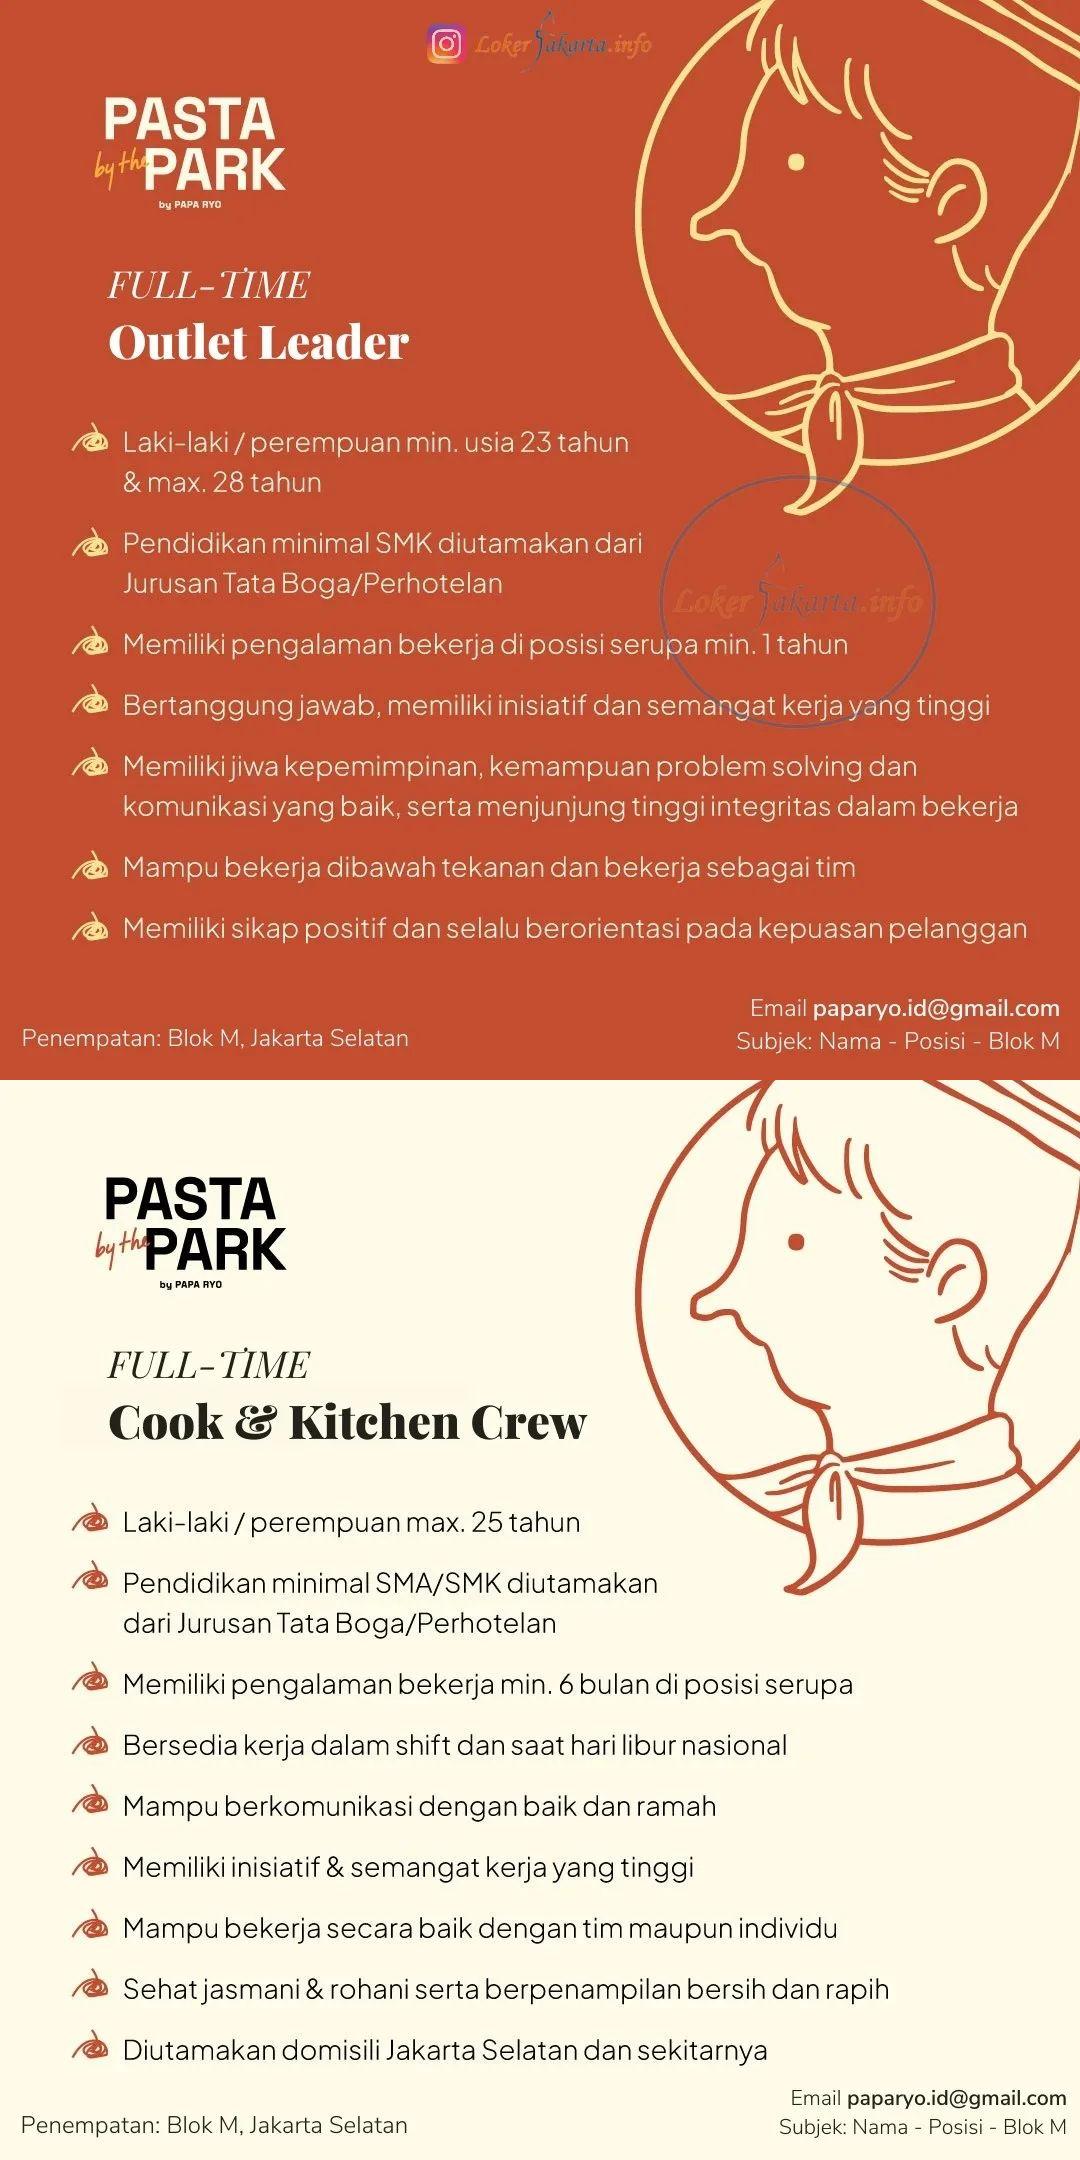 Loker Jakarta.info
PASTA
by the PARK
by PAPA RYO
FULL-TIME
Outlet Leader
Laki-laki / perempuan min. usia 23 tahun
& max. 28 tahun
Pendidikan minimal SMK diutamakan dari
Jurusan Tata Boga/Perhotelan
Loker Jakarta.info
Memiliki pengalaman bekerja di posisi serupa min. 1 tahun
Bertanggung jawab, memiliki inisiatif dan semangat kerja yang tinggi
Memiliki jiwa kepemimpinan, kemampuan problem solving dan
komunikasi yang baik, serta menjunjung tinggi integritas dalam bekerja
Mampu bekerja dibawah tekanan dan bekerja sebagai tim
Memiliki sikap positif dan selalu berorientasi pada kepuasan pelanggan
Penempatan: Blok M, Jakarta Selatan
Email paparyo.id@gmail.com
Subjek: Nama - Posisi - Blok M
PASTA
by the PARK
by PAPA RYO
FULL-TIME
Cook & Kitchen Crew
Laki-laki / perempuan max. 25 tahun
Pendidikan minimal SMA/SMK diutamakan
dari Jurusan Tata Boga/Perhotelan
Memiliki pengalaman bekerja min. 6 bulan di posisi serupa
Bersedia kerja dalam shift dan saat hari libur nasional
Mampu berkomunikasi dengan baik dan ramah
Memiliki inisiatif & semangat kerja yang tinggi
Mampu bekerja secara baik dengan tim maupun individu
Sehat jasmani & rohani serta berpenampilan bersih dan rapih
Diutamakan domisili Jakarta Selatan dan sekitarnya
Penempatan: Blok M, Jakarta Selatan
Email paparyo.id@gmail.com
Subjek: Nama - Posisi - Blok M